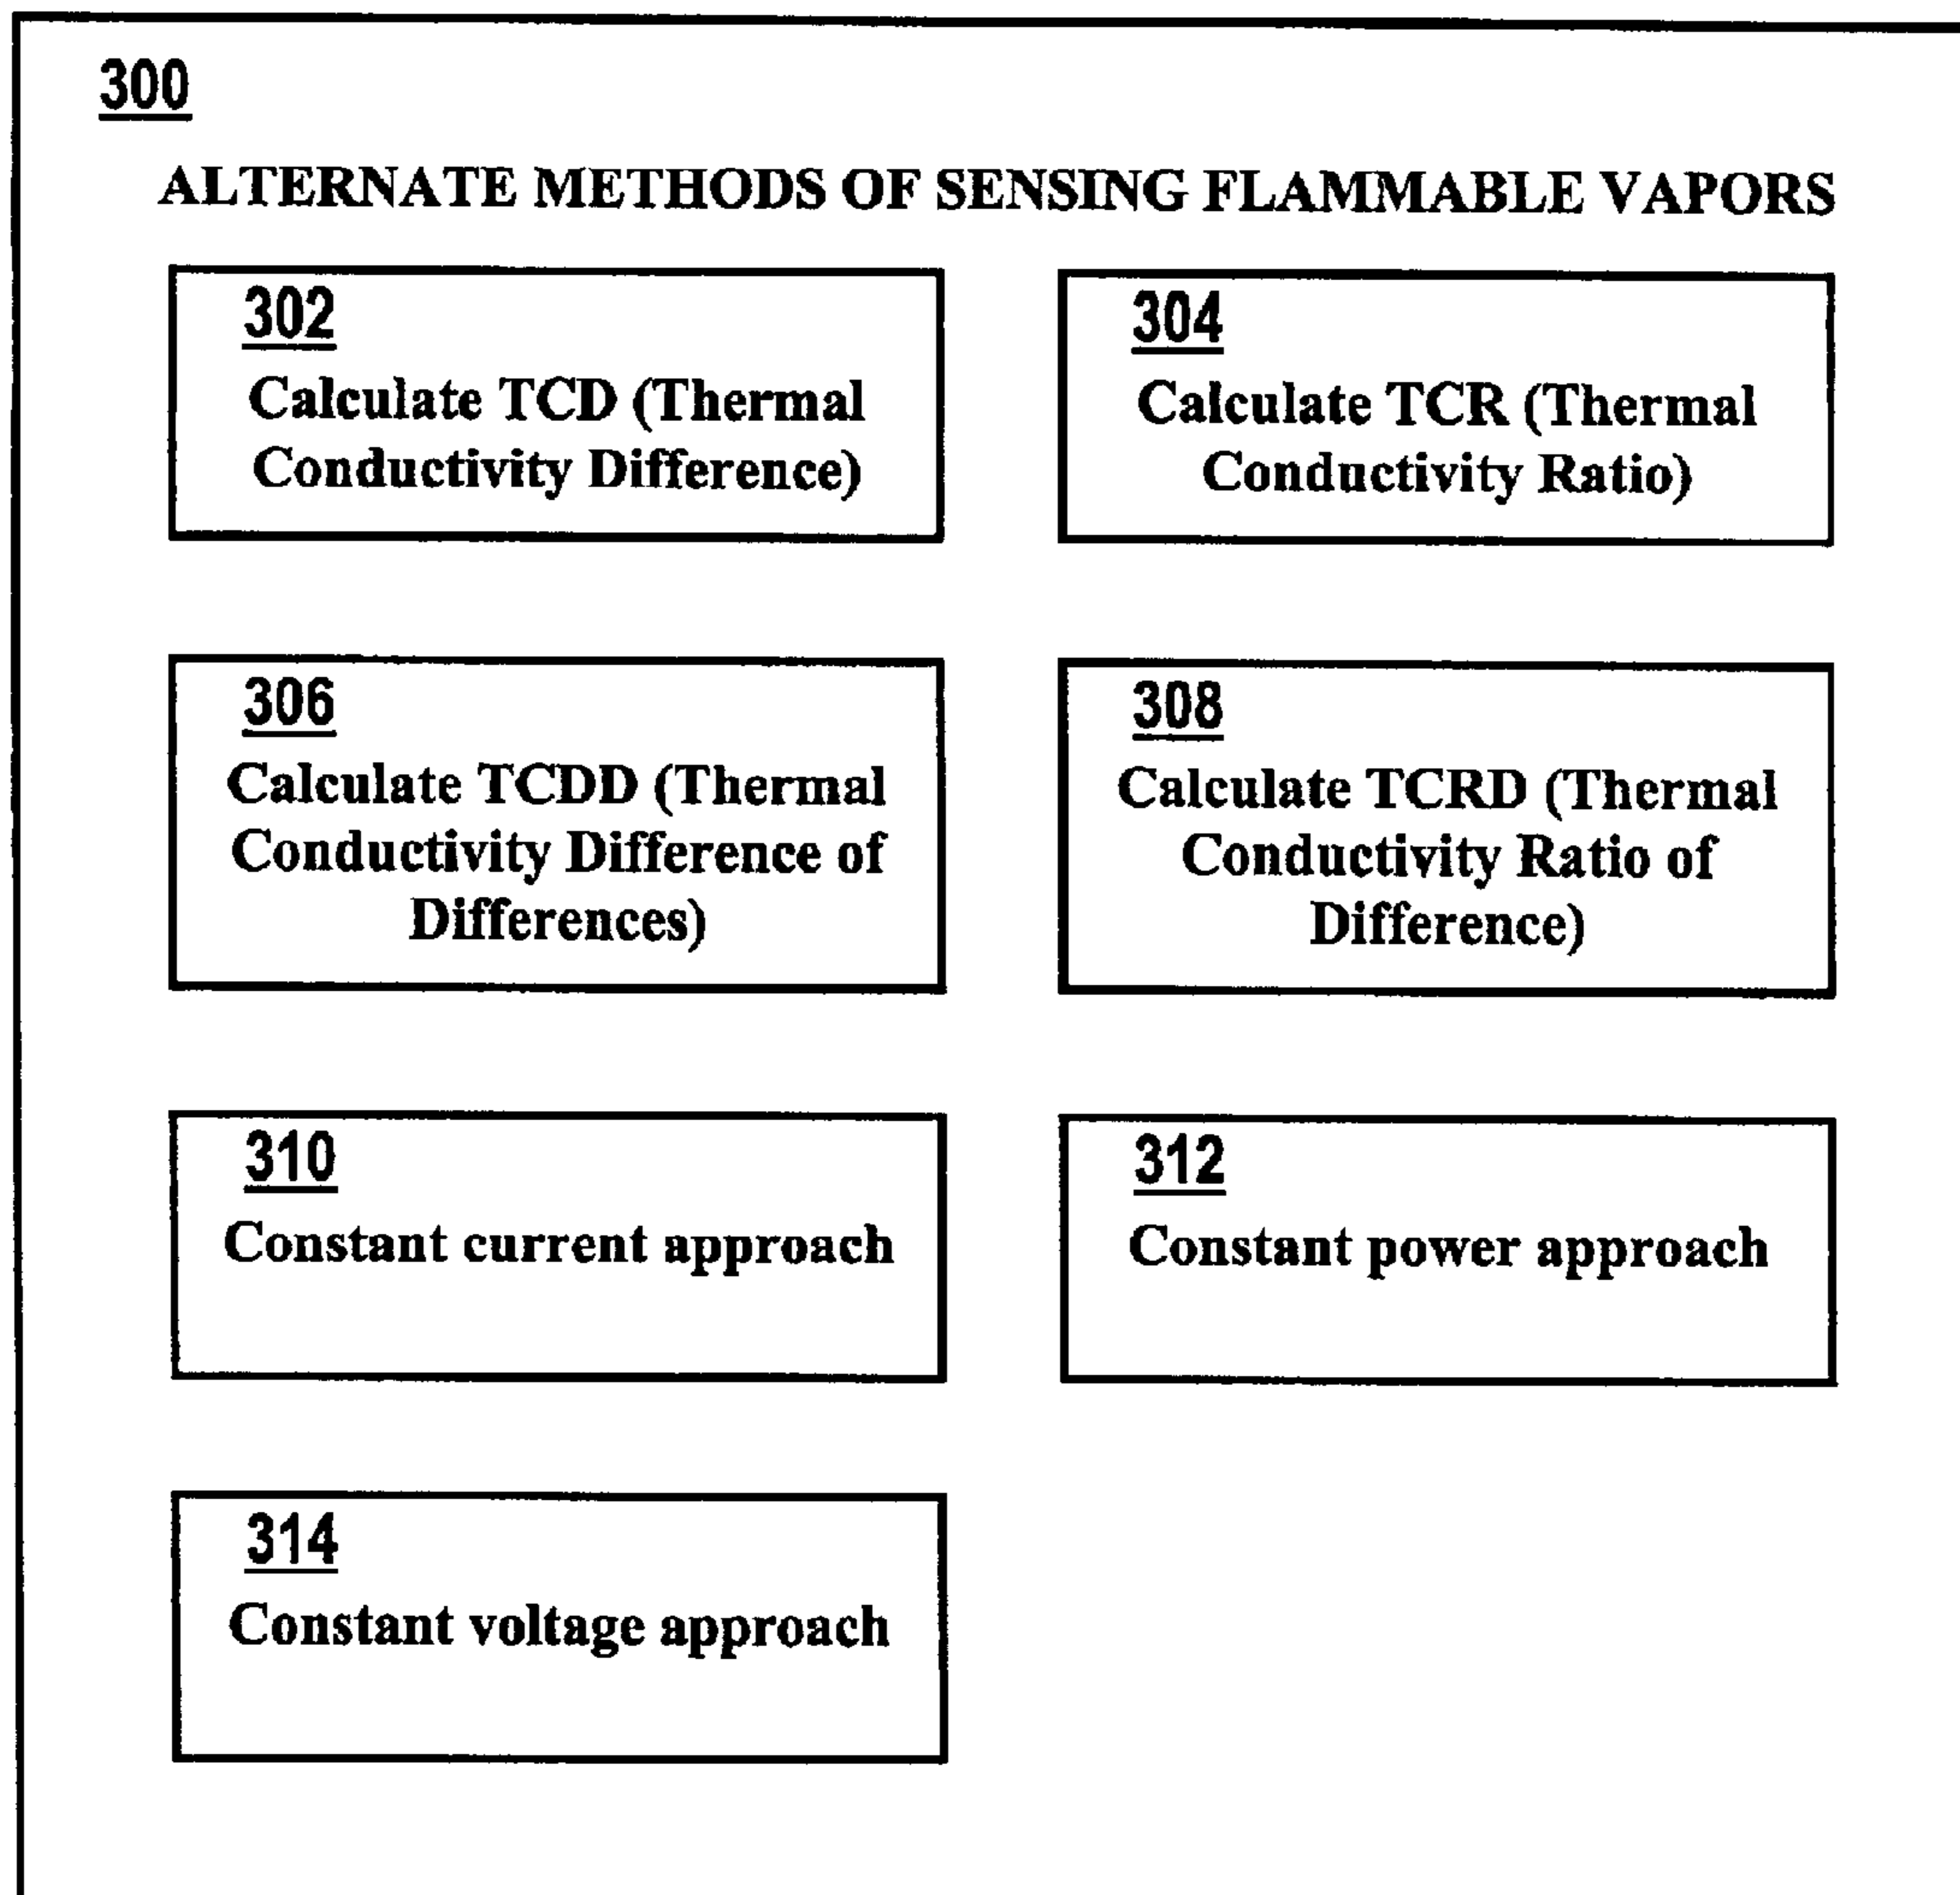 300
ALTERNATE METHODS OF SENSING FLAMMABLE VAPORS
302
Calculate TCD (Thermal
Conductivity Difference)
304
Calculate TCR (Thermal
Conductivity Ratio)
306
Calculate TCDD (Thermal
Conductivity Difference of
Differences)
308
Calculate TCRD (Thermal
Conductivity Ratio of
Difference)
310
Constant current approach
312
Constant power approach
314
Constant voltage approach